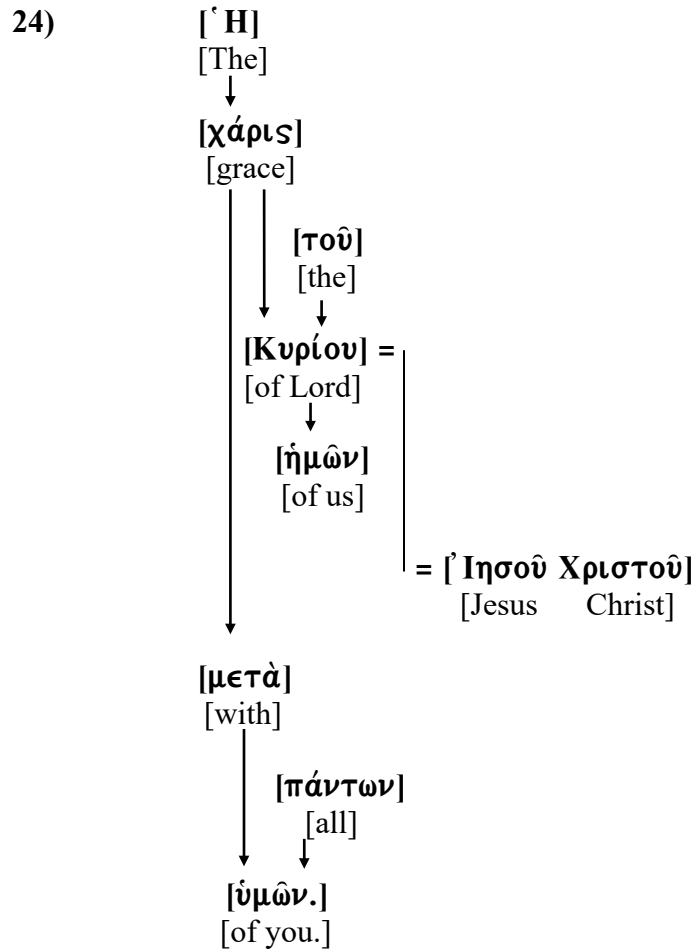 24) [Ἡ]
[The]
[χάρις]
[grace]
[τοῦ]
[the]
[Κυρίου] =
[of Lord]
[ἡμῶν]
[of us]
= [Ἰησοῦ Χριστοῦ]
[Jesus Christ]
[μετὰ]
[with]
[πάντων]
[all]
[ὑμῶν.]
[of you.]